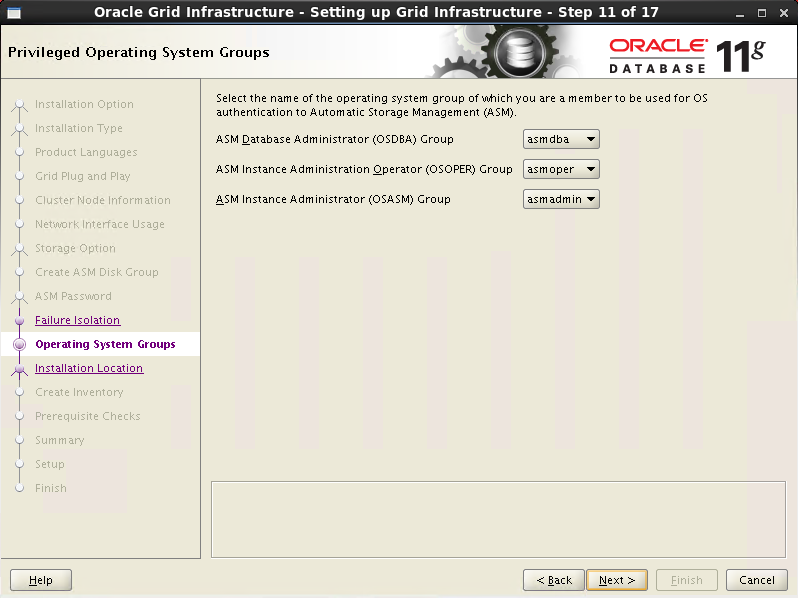 Oracle Grid Infrastructure - Setting up Grid Infrastructure - Step 11 of 17
Privileged Operating System Groups
ORACLE
DATABASE
11g
Installation Option
Installation Type
Product Languages
Grid Plug and Play
Cluster Node Information
Network Interface Usage
Storage Option
Create ASM Disk Group
ASM Password
Failure Isolation
Operating System Groups
Installation Location
Create Inventory
Prerequisite Checks
Summary
Setup
Finish
Select the name of the operating system group of which you are a member to be used for OS
authentication to Automatic Storage Management (ASM).
ASM Database Administrator (OSDBA) Group asmdba
ASM Instance Administration Operator (OSOPER) Group asmoper
ASM Instance Administrator (OSASM) Group asmadmin
Help < Back Next > Finish Cancel